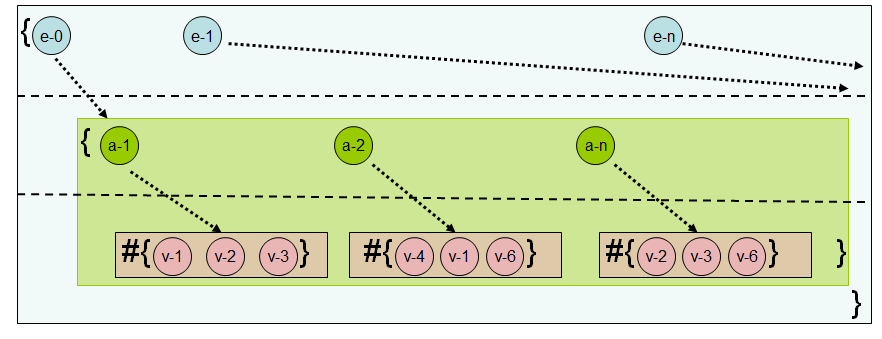 { e-0 e-1 e-n
{ a-1 a-2 a-n
#{ v-1 v-2 v-3 } #{ v-4 v-1 v-6 } #{ v-2 v-3 v-6 } }
}